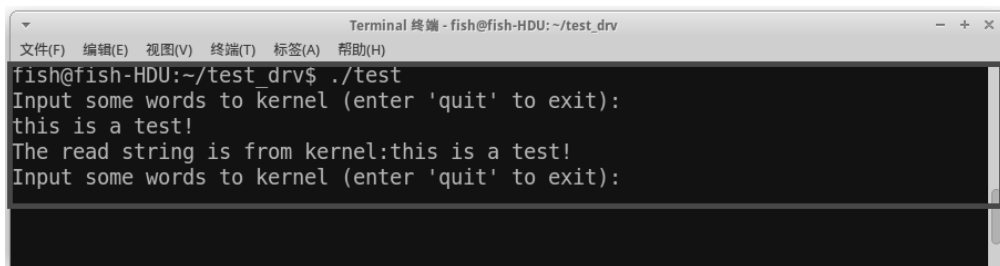 Terminal 终端 - fish@fish-HDU: ~/test_drv
文件(F) 编辑(E) 视图(V) 终端(T) 标签(A) 帮助(H)
fish@fish-HDU:~/test_drv$ ./test
Input some words to kernel (enter 'quit' to exit):
this is a test!
The read string is from kernel:this is a test!
Input some words to kernel (enter 'quit' to exit):